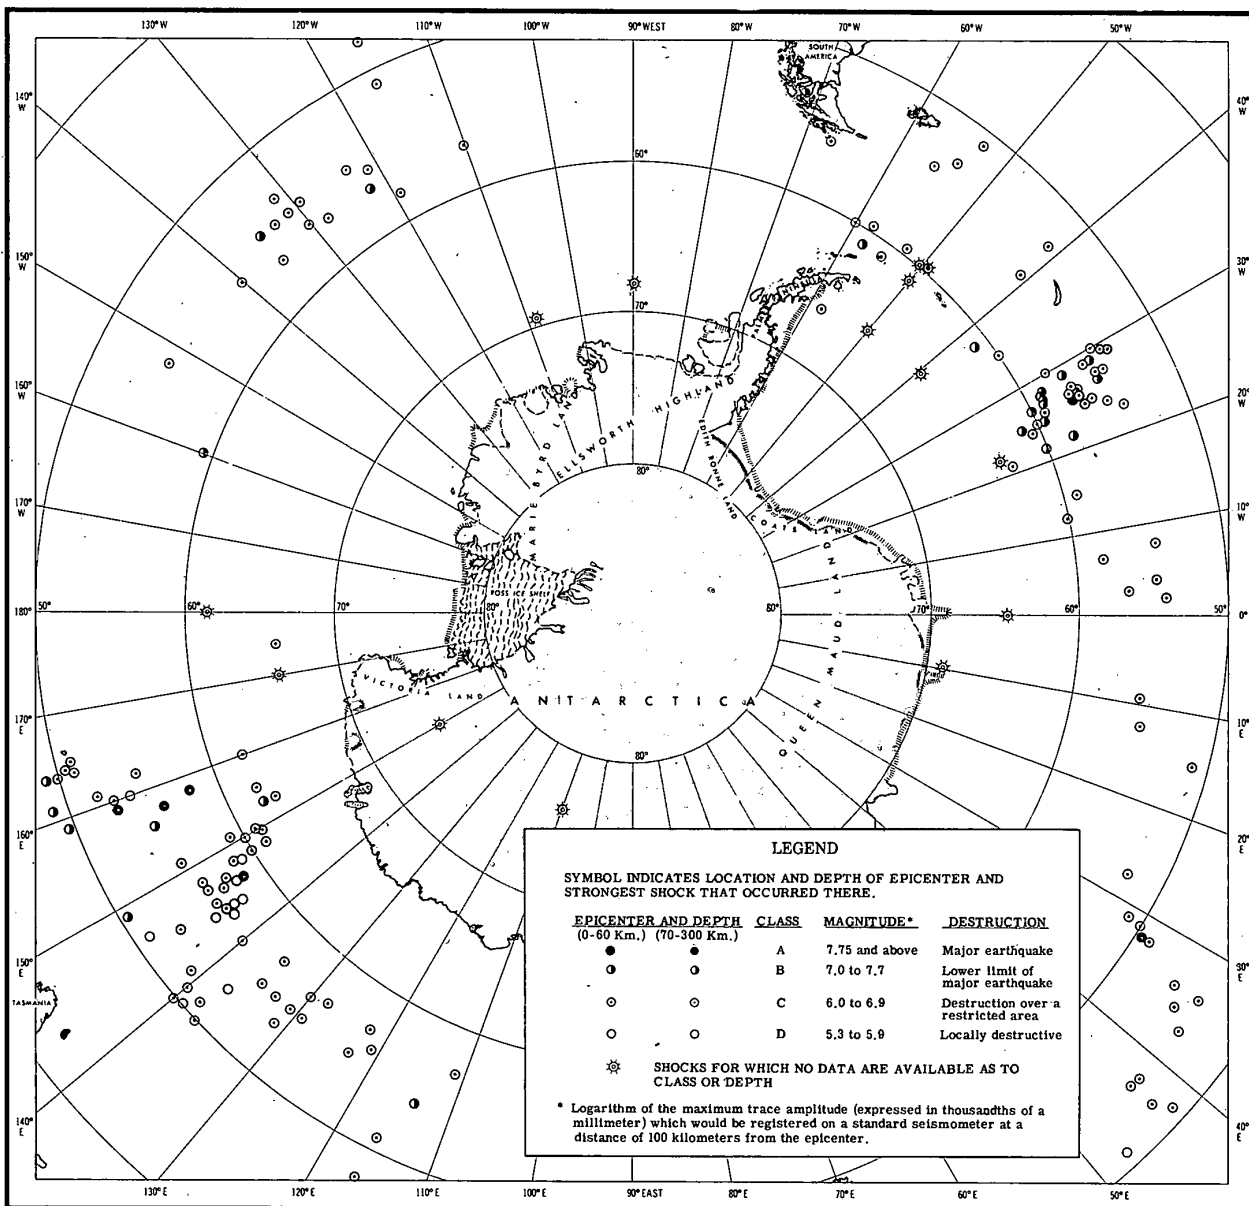 130°W
120°W
110°W
100°W
90°WEST
80°W
70°W
60°W
50°W
140° W
150° W
160° W
170° W
180°
170° E
160° E
150° E
140° E
40° W
30° W
20° W
10° W
0°
10° E
20° E
30° E
40° E
SOUTH AMERICA
60°
70°
80°
50°
60°
70°
80°
80°
70°
60°
50°
80°
PALMER PENINSULA
ELLSWORTH HIGHLAND
MARIE BYRD LAND
EDITH RONNE LAND
COATS LAND
QUEEN MAUD LAND
ROSS ICE SHELF
VICTORIA LAND
ANTARCTICA
TASMANIA
LEGEND
SYMBOL INDICATES LOCATION AND DEPTH OF EPICENTER AND
STRONGEST SHOCK THAT OCCURRED THERE.
EPICENTER AND DEPTH CLASS MAGNITUDE* DESTRUCTION
(0-60 Km.) (70-300 Km.)
A 7.75 and above Major earthquake
B 7.0 to 7.7 Lower limit of
major earthquake
C 6.0 to 6.9 Destruction over a
restricted area
D 5.3 to 5.9 Locally destructive
SHOCKS FOR WHICH NO DATA ARE AVAILABLE AS TO
CLASS OR DEPTH
* Logarithm of the maximum trace amplitude (expressed in thousandths of a
millimeter) which would be registered on a standard seismometer at a
distance of 100 kilometers from the epicenter.
130°E
120°E
110°E
100°E
90°EAST
80°E
70°E
60°E
50°E